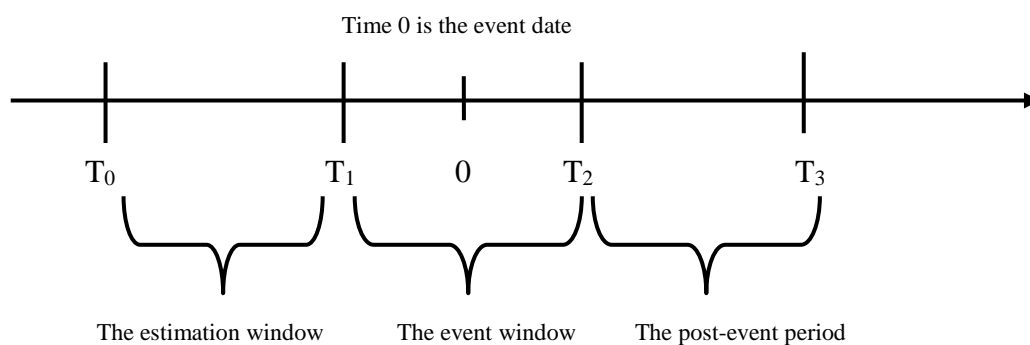 Time 0 is the event date
T₀ T₁ 0 T₂ T₃
The estimation window The event window The post-event period